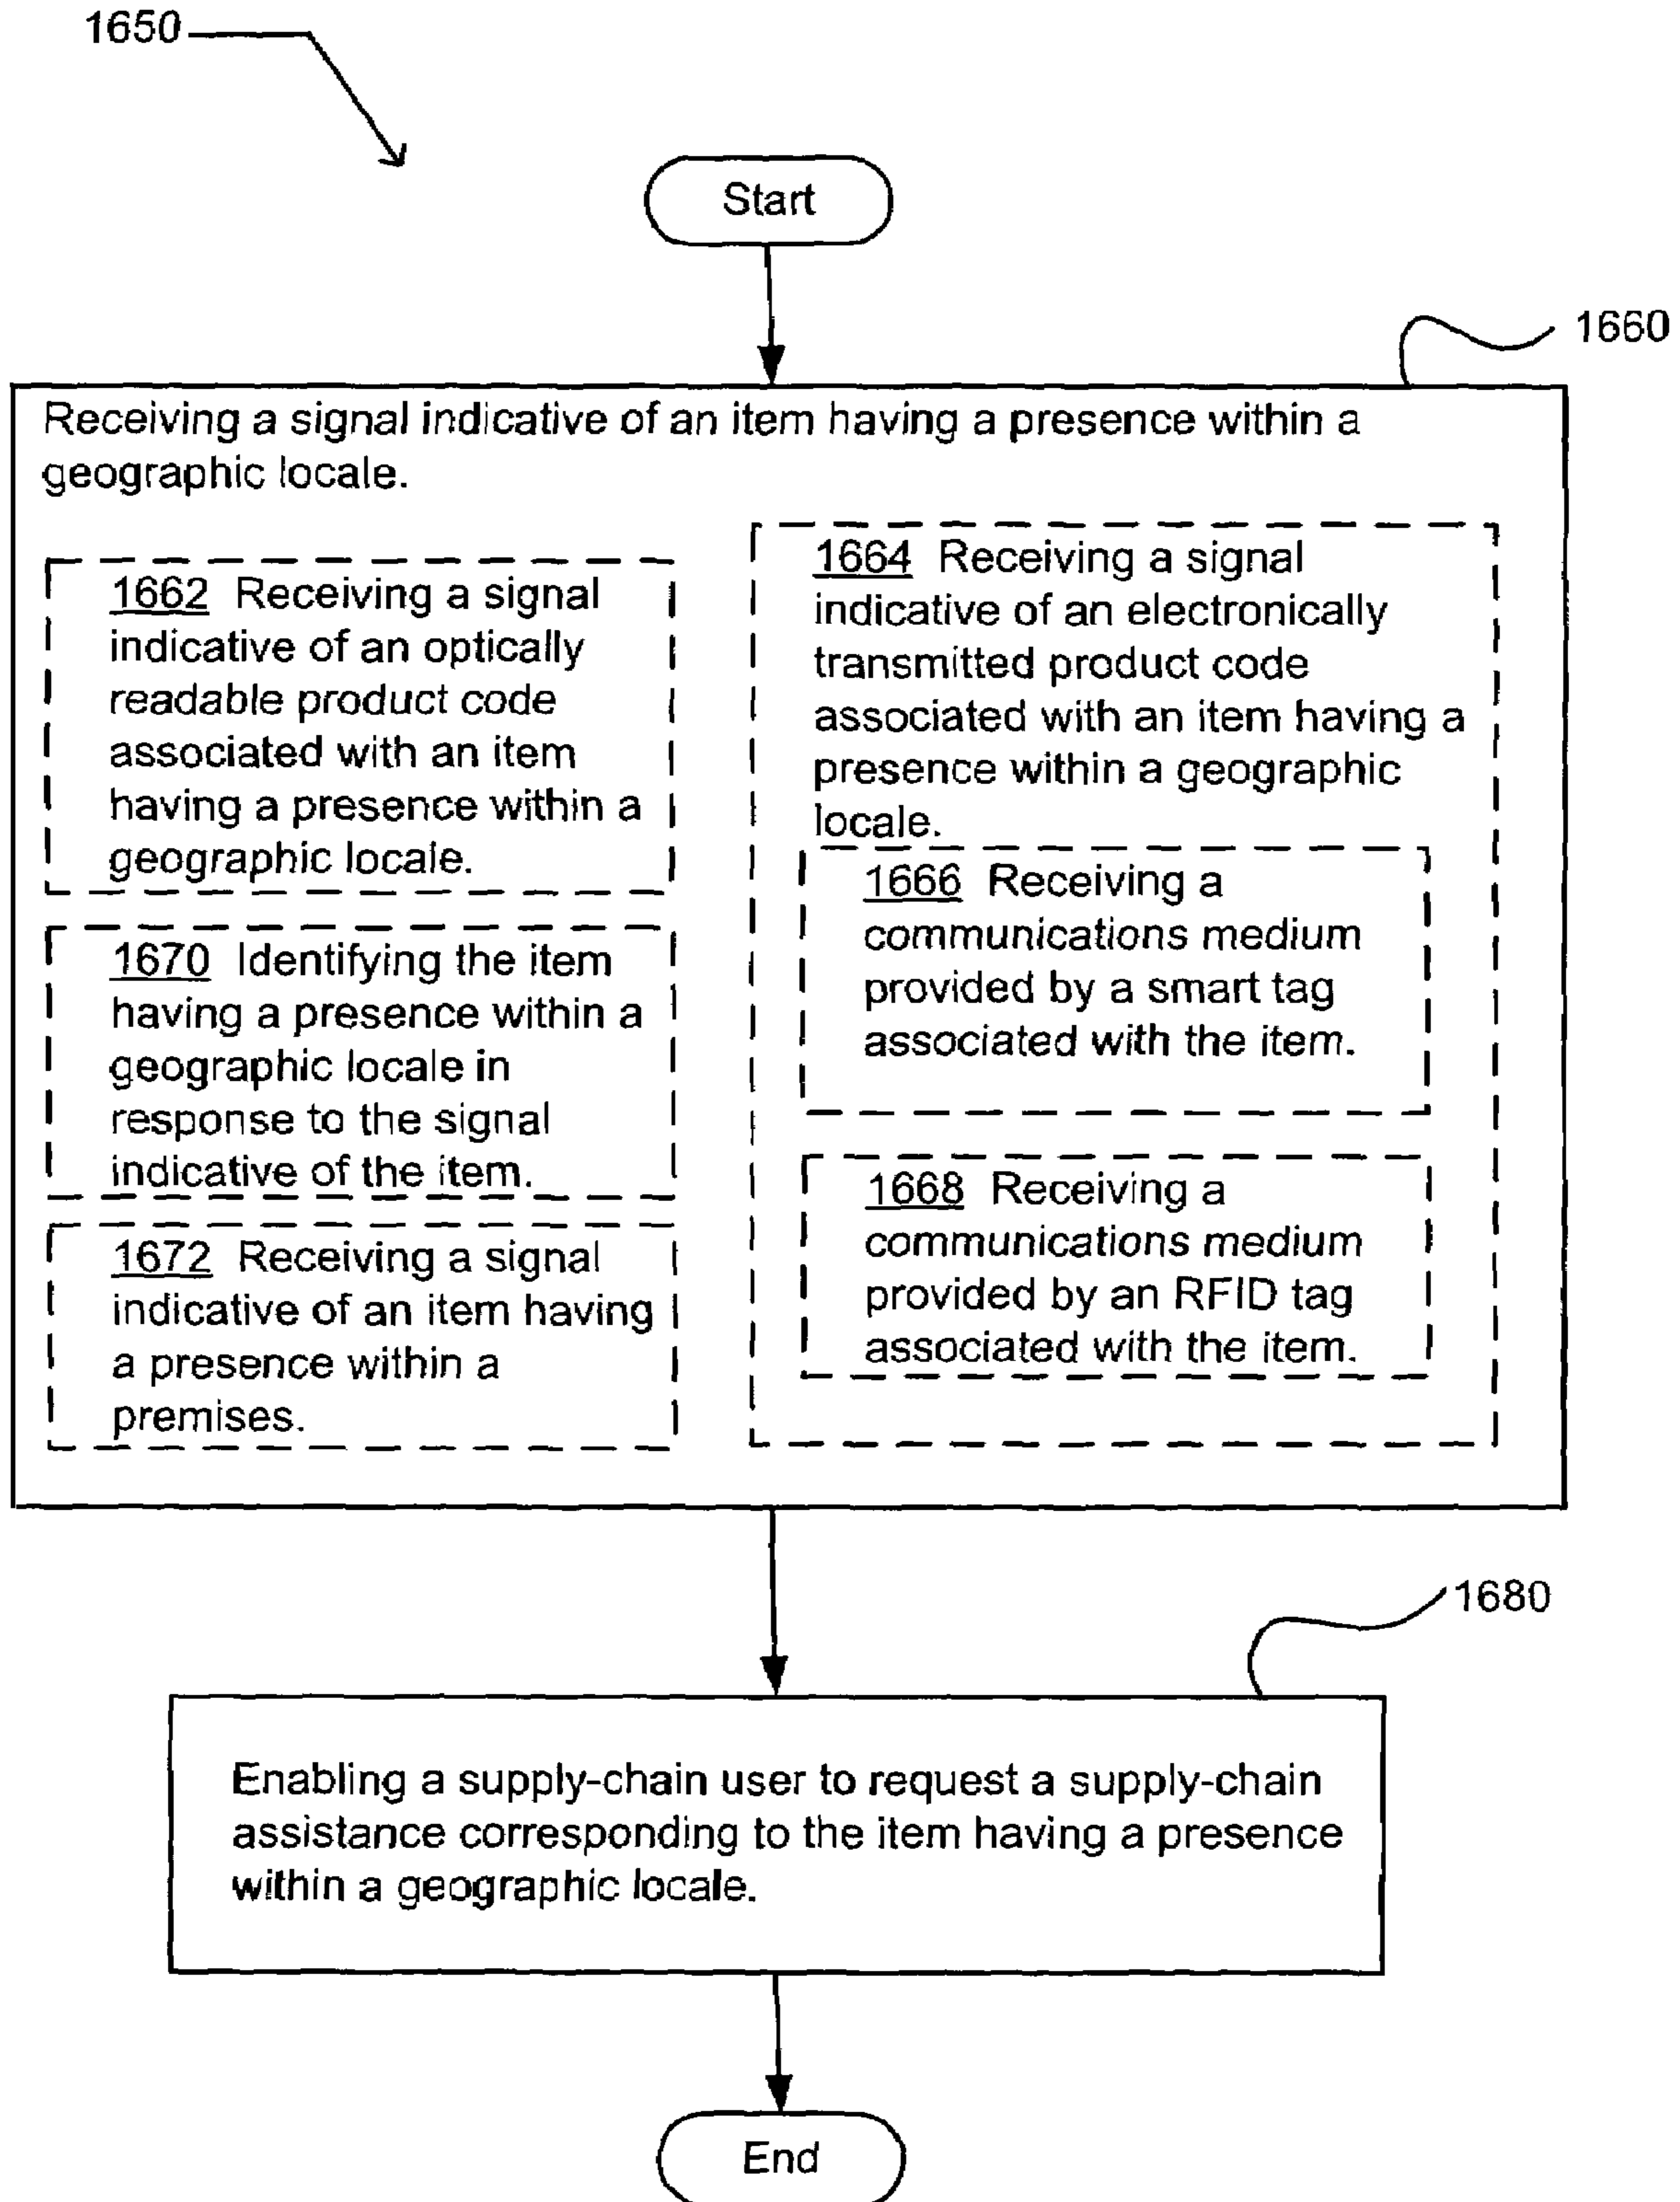 1650
Start
1660
Receiving a signal indicative of an item having a presence within a
geographic locale.
1662 Receiving a signal
indicative of an optically
readable product code
associated with an item
having a presence within a
geographic locale.
1670 Identifying the item
having a presence within a
geographic locale in
response to the signal
indicative of the item.
1672 Receiving a signal
indicative of an item having
a presence within a
premises.
1664 Receiving a signal
indicative of an electronically
transmitted product code
associated with an item having a
presence within a geographic
locale.
1666 Receiving a
communications medium
provided by a smart tag
associated with the item.
1668 Receiving a
communications medium
provided by an RFID tag
associated with the item.
1680
Enabling a supply-chain user to request a supply-chain
assistance corresponding to the item having a presence
within a geographic locale.
End